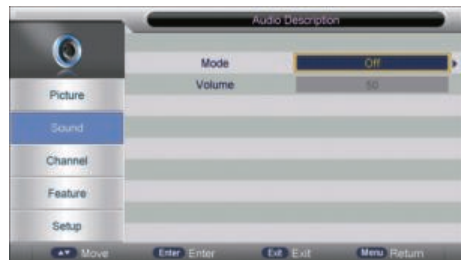 Audio Description
Mode Off
Volume 50
Picture
Sound
Channel
Feature
Setup
Move Enter Enter Exit Exit Menu Return